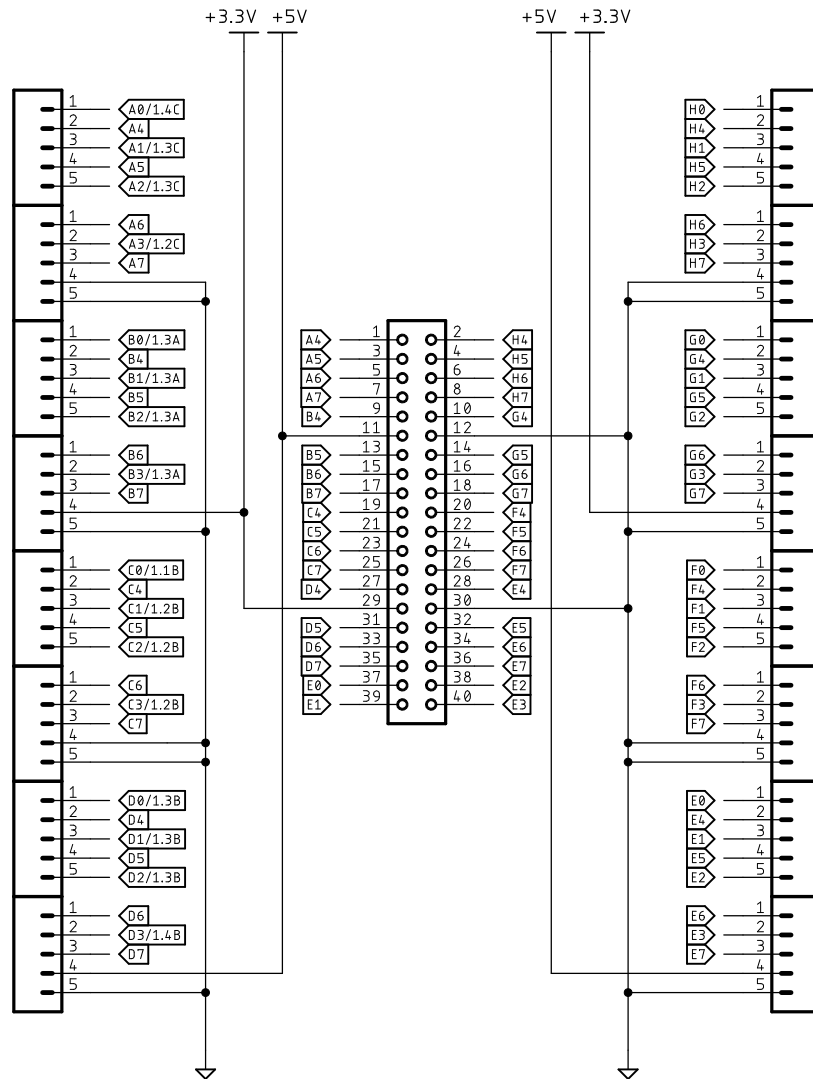 +3.3V +5V
+5V +3.3V
1 A0/1.4C
2 A4
3 A1/1.3C
4 A5
5 A2/1.3C
1 A6
2 A3/1.2C
3 A7
4
5
1 B0/1.3A
2 B4
3 B1/1.3A
4 B5
5 B2/1.3A
1 B6
2 B3/1.3A
3 B7
4
5
1 C0/1.1B
2 C4
3 C1/1.2B
4 C5
5 C2/1.2B
1 C6
2 C3/1.2B
3 C7
4
5
1 D0/1.3B
2 D4
3 D1/1.3B
4 D5
5 D2/1.3B
1 D6
2 D3/1.4B
3 D7
4
5
A4 1 2 H4
A5 3 4 H5
A6 5 6 H6
A7 7 8 H7
B4 9 10 G4
11 12
B5 13 14 G5
B6 15 16 G6
B7 17 18 G7
C4 19 20 F4
C5 21 22 F5
C6 23 24 F6
C7 25 26 F7
D4 27 28 E4
29 30
D5 31 32 E5
D6 33 34 E6
D7 35 36 E7
E0 37 38 E2
E1 39 40 E3
H0 1
H4 2
H1 3
H5 4
H2 5
H6 1
H3 2
H7 3
4
5
G0 1
G4 2
G1 3
G5 4
G2 5
G6 1
G3 2
G7 3
4
5
F0 1
F4 2
F1 3
F5 4
F2 5
F6 1
F3 2
F7 3
4
5
E0 1
E4 2
E1 3
E5 4
E2 5
E6 1
E3 2
E7 3
4
5